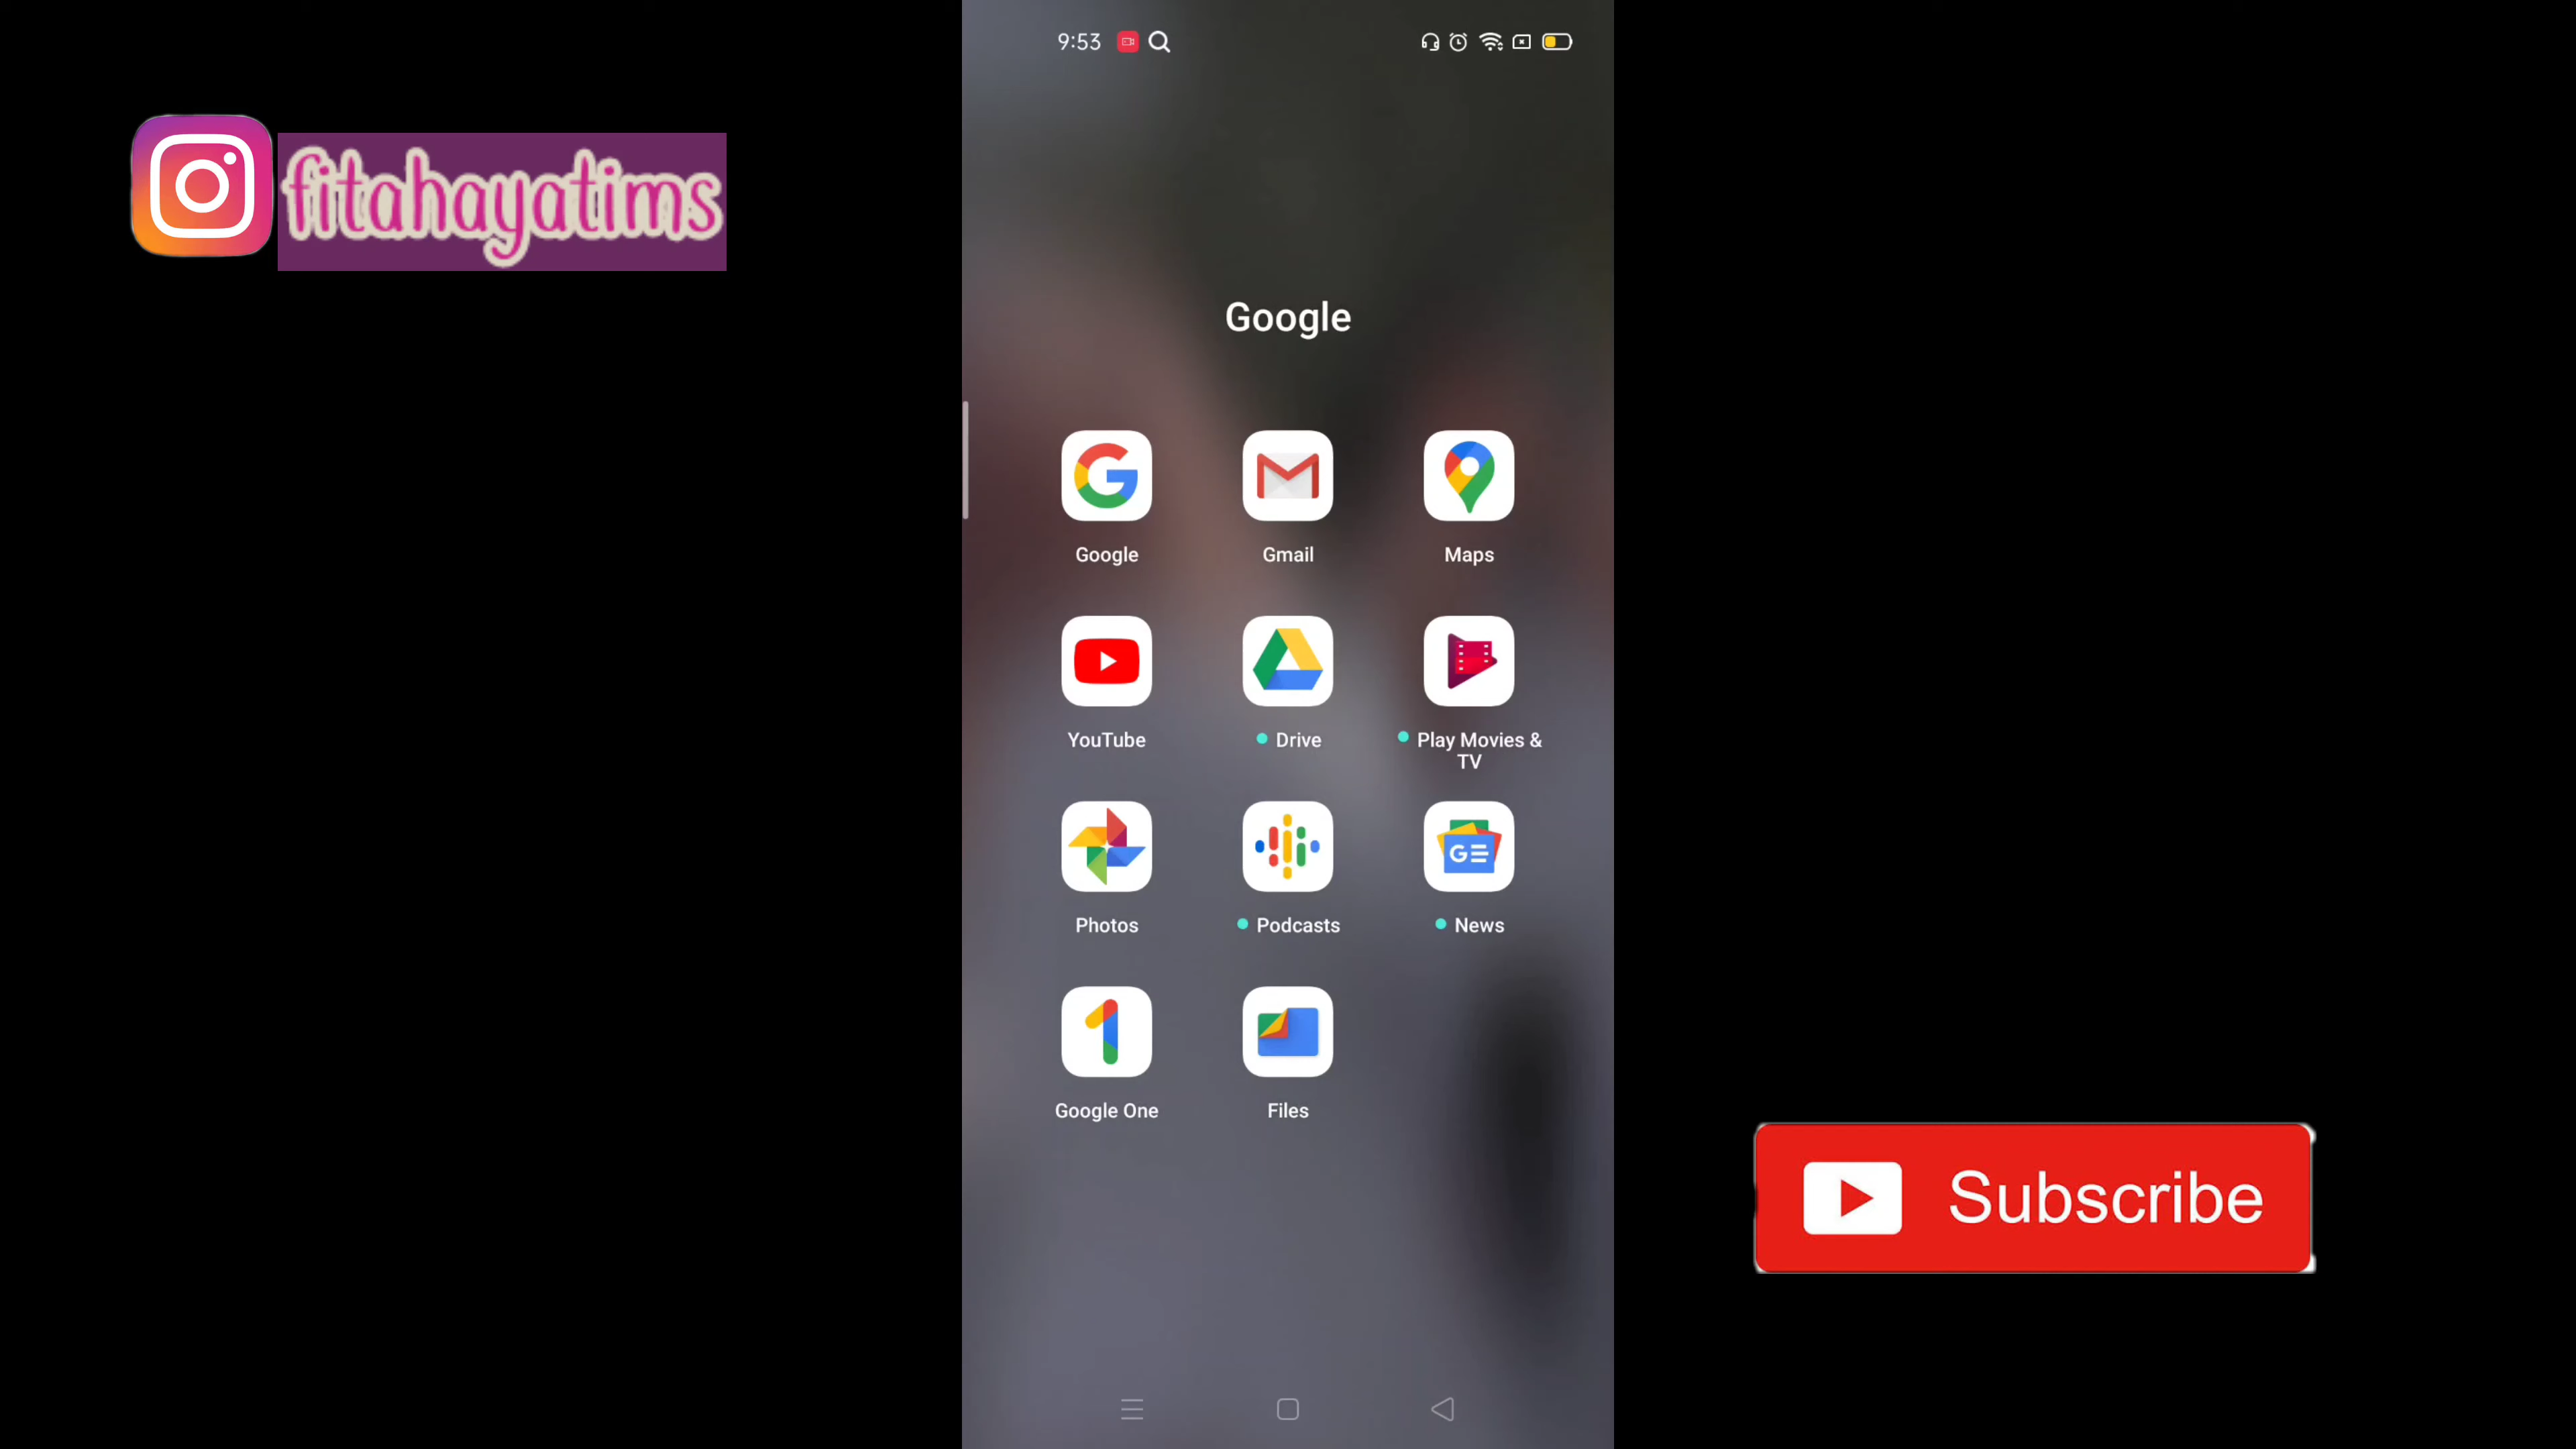 9:53
fitahayatims
Google
Google
Gmail
Maps
YouTube
Drive
Play Movies &
TV
Photos
Podcasts
News
Google One
Files
Subscribe